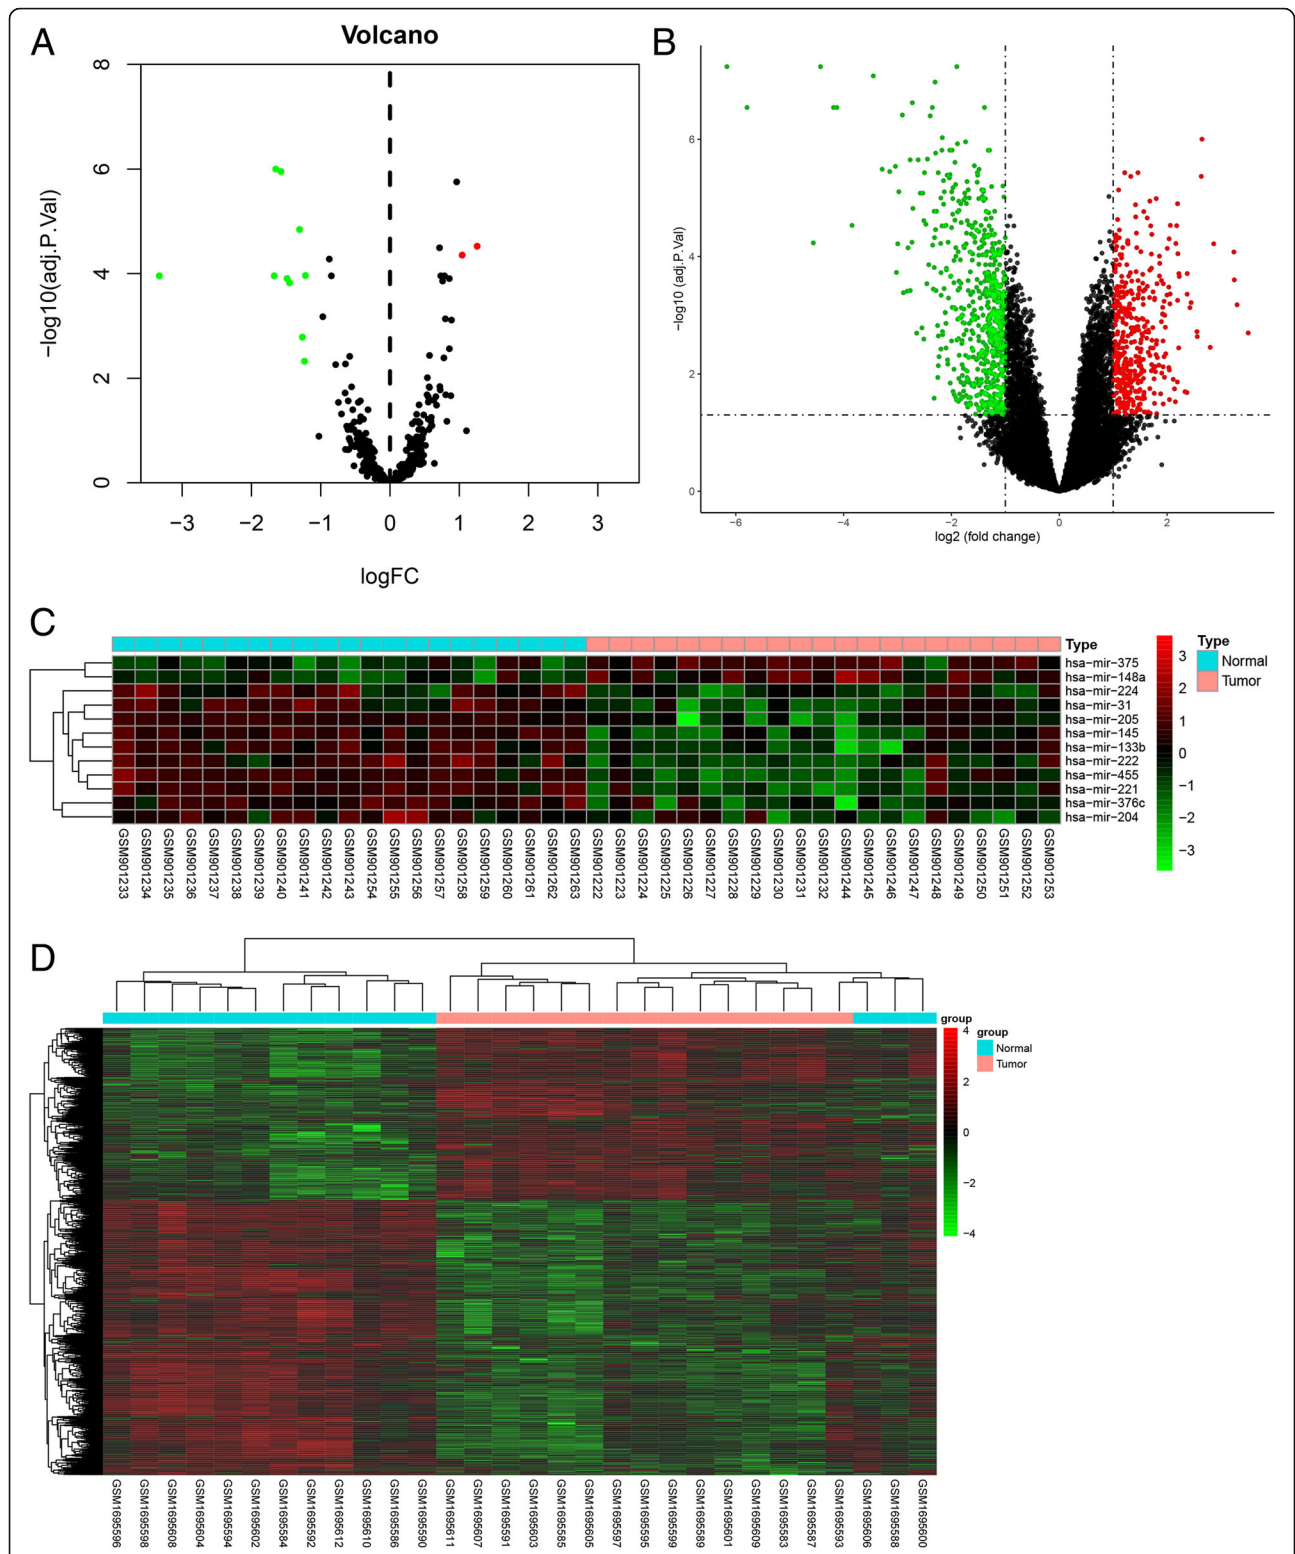 A
Volcano
8
6
4
2
0
−log10(adj.P.Val)
−3
−2
−1
0
1
2
3
logFC
B
6
4
2
0
−log10 (adj.P.Val)
−6
−4
−2
0
2
log2 (fold change)
C
Type
hsa−mir−375
hsa−mir−148a
hsa−mir−224
hsa−mir−31
hsa−mir−205
hsa−mir−145
hsa−mir−133b
hsa−mir−222
hsa−mir−455
hsa−mir−221
hsa−mir−376c
hsa−mir−204
3
2
1
0
−1
−2
−3
Type
Normal
Tumor
GSM901233
GSM901234
GSM901235
GSM901236
GSM901237
GSM901238
GSM901239
GSM901240
GSM901241
GSM901242
GSM901243
GSM901254
GSM901255
GSM901256
GSM901257
GSM901258
GSM901259
GSM901260
GSM901261
GSM901262
GSM901263
GSM901222
GSM901223
GSM901224
GSM901225
GSM901226
GSM901227
GSM901228
GSM901229
GSM901230
GSM901231
GSM901232
GSM901244
GSM901245
GSM901246
GSM901247
GSM901248
GSM901249
GSM901250
GSM901251
GSM901252
GSM901253
D
group
4
2
0
−2
−4
group
Normal
Tumor
GSM1695596
GSM1695598
GSM1695608
GSM1695604
GSM1695594
GSM1695602
GSM1695584
GSM1695592
GSM1695612
GSM1695610
GSM1695586
GSM1695590
GSM1695611
GSM1695607
GSM1695591
GSM1695603
GSM1695585
GSM1695605
GSM1695597
GSM1695595
GSM1695599
GSM1695589
GSM1695601
GSM1695609
GSM1695583
GSM1695587
GSM1695593
GSM1695606
GSM1695588
GSM1695600